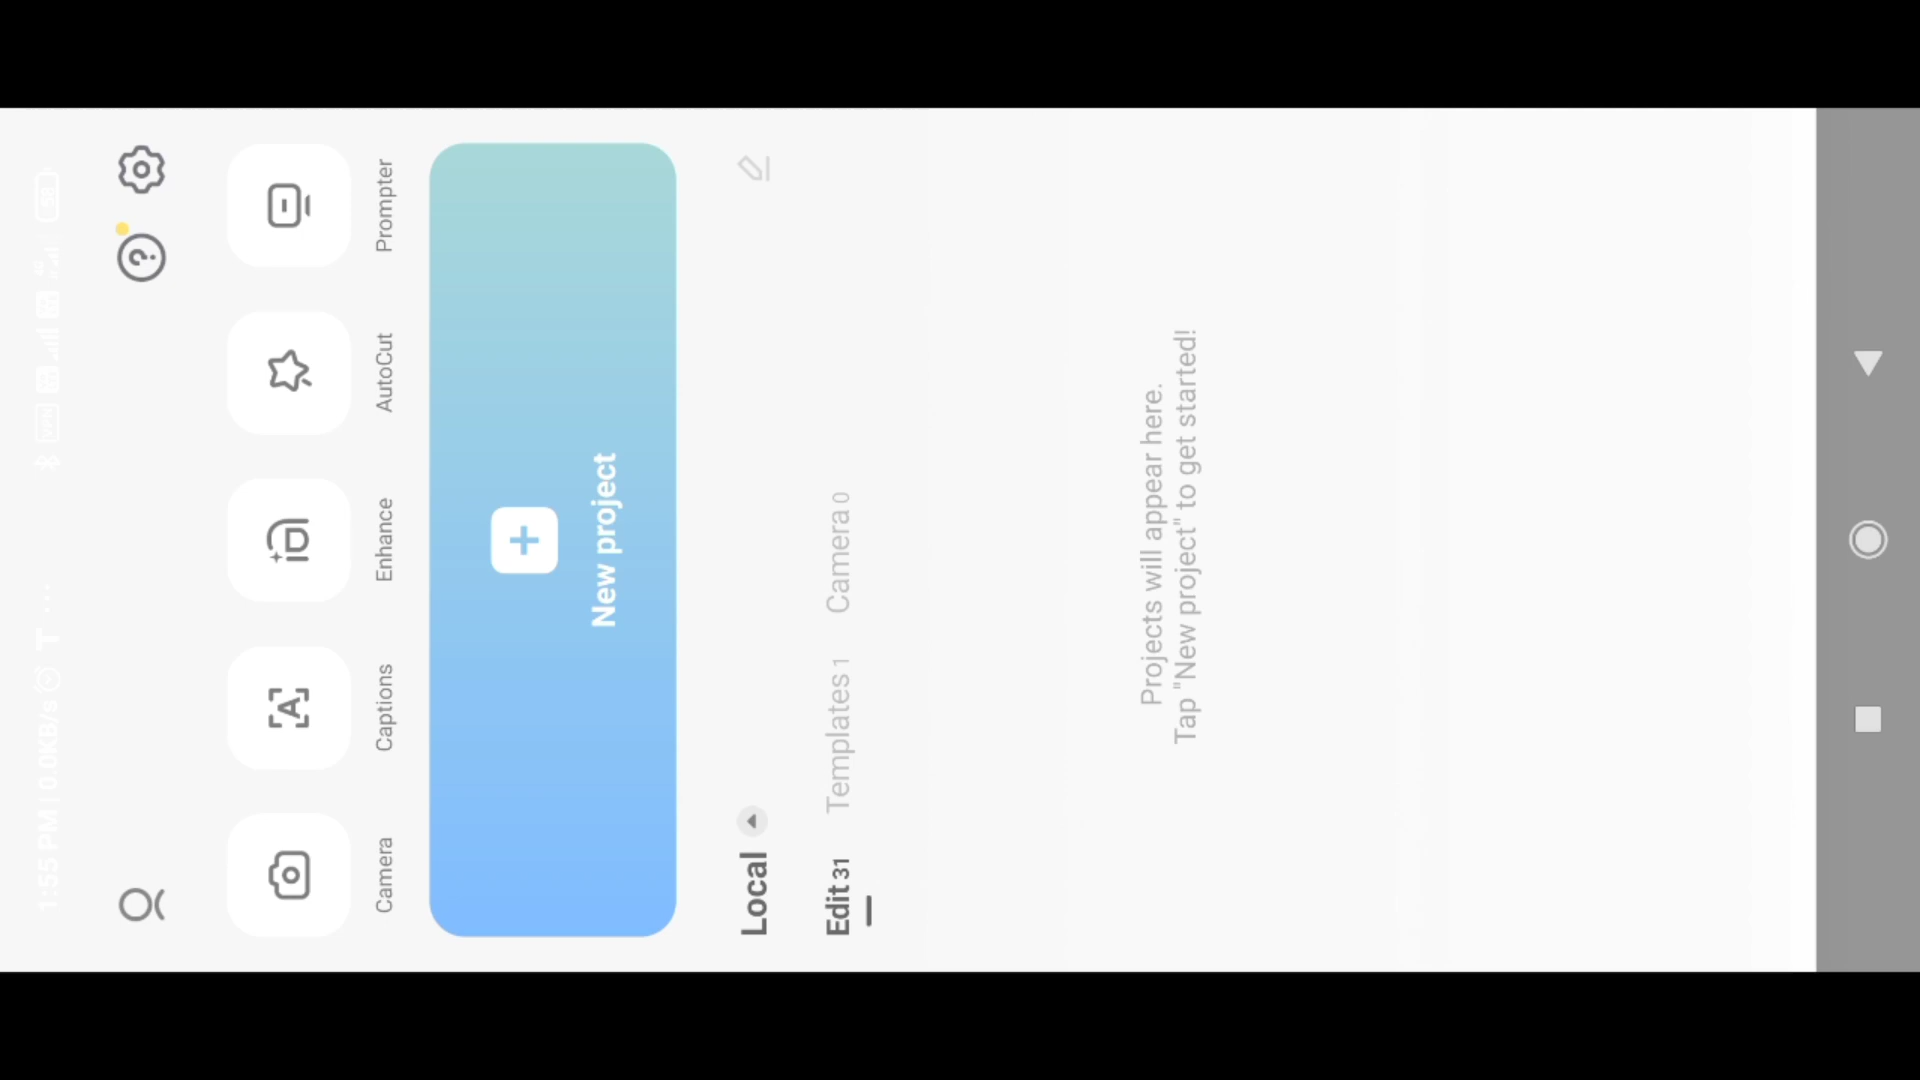 1:55 PM | 0.0KB/s
Camera
Captions
Enhance
AutoCut
Prompter
New project
Local
Edit 31
Templates 1
Camera 0
Projects will appear here.
Tap "New project" to get started!